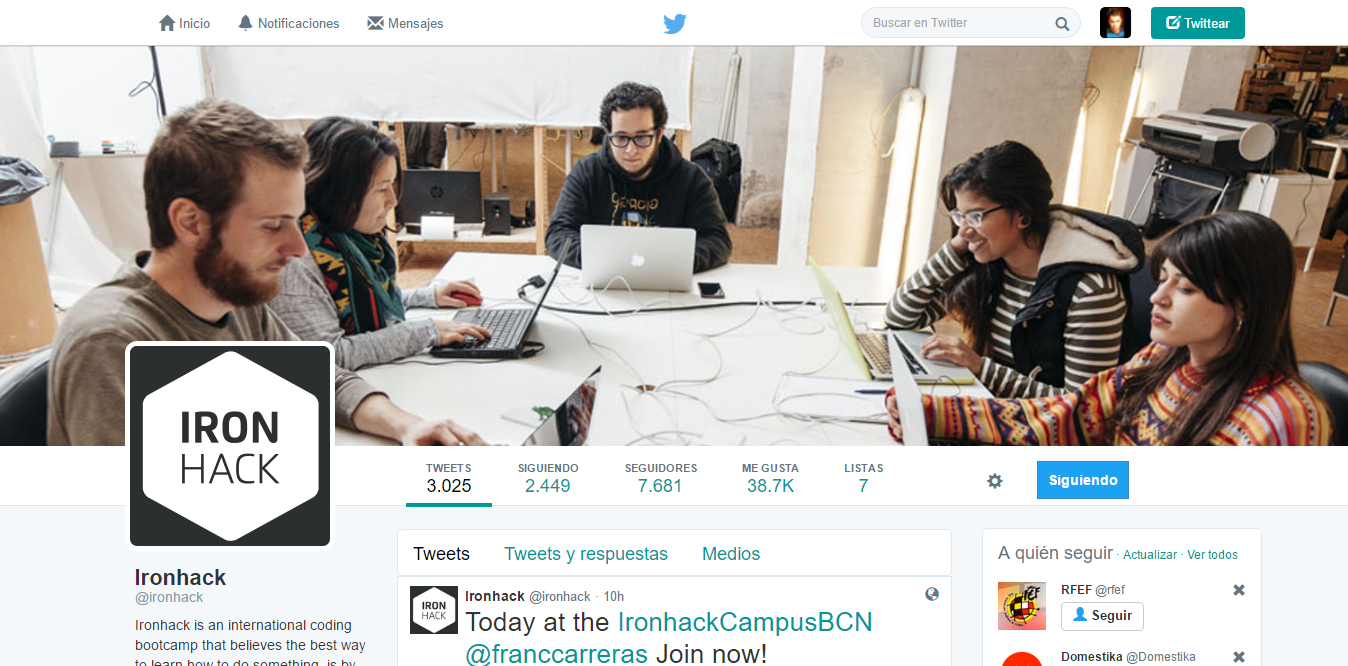 Inicio Notificaciones Mensajes Buscar en Twitter Twittear
IRON
HACK
TWEETS SIGUIENDO SEGUIDORES ME GUSTA LISTAS
3.025 2.449 7.681 38.7K 7
Siguiendo
Ironhack
@ironhack
Ironhack is an international coding
bootcamp that believes the best way
to learn how to do something, is by
Tweets Tweets y respuestas Medios
IRON
HACK
Ironhack @ironhack · 10h
Today at the IronhackCampusBCN
@franccarreras Join now!
A quién seguir · Actualizar · Ver todos
RFEF @rfef
Seguir
Domestika @Domestika